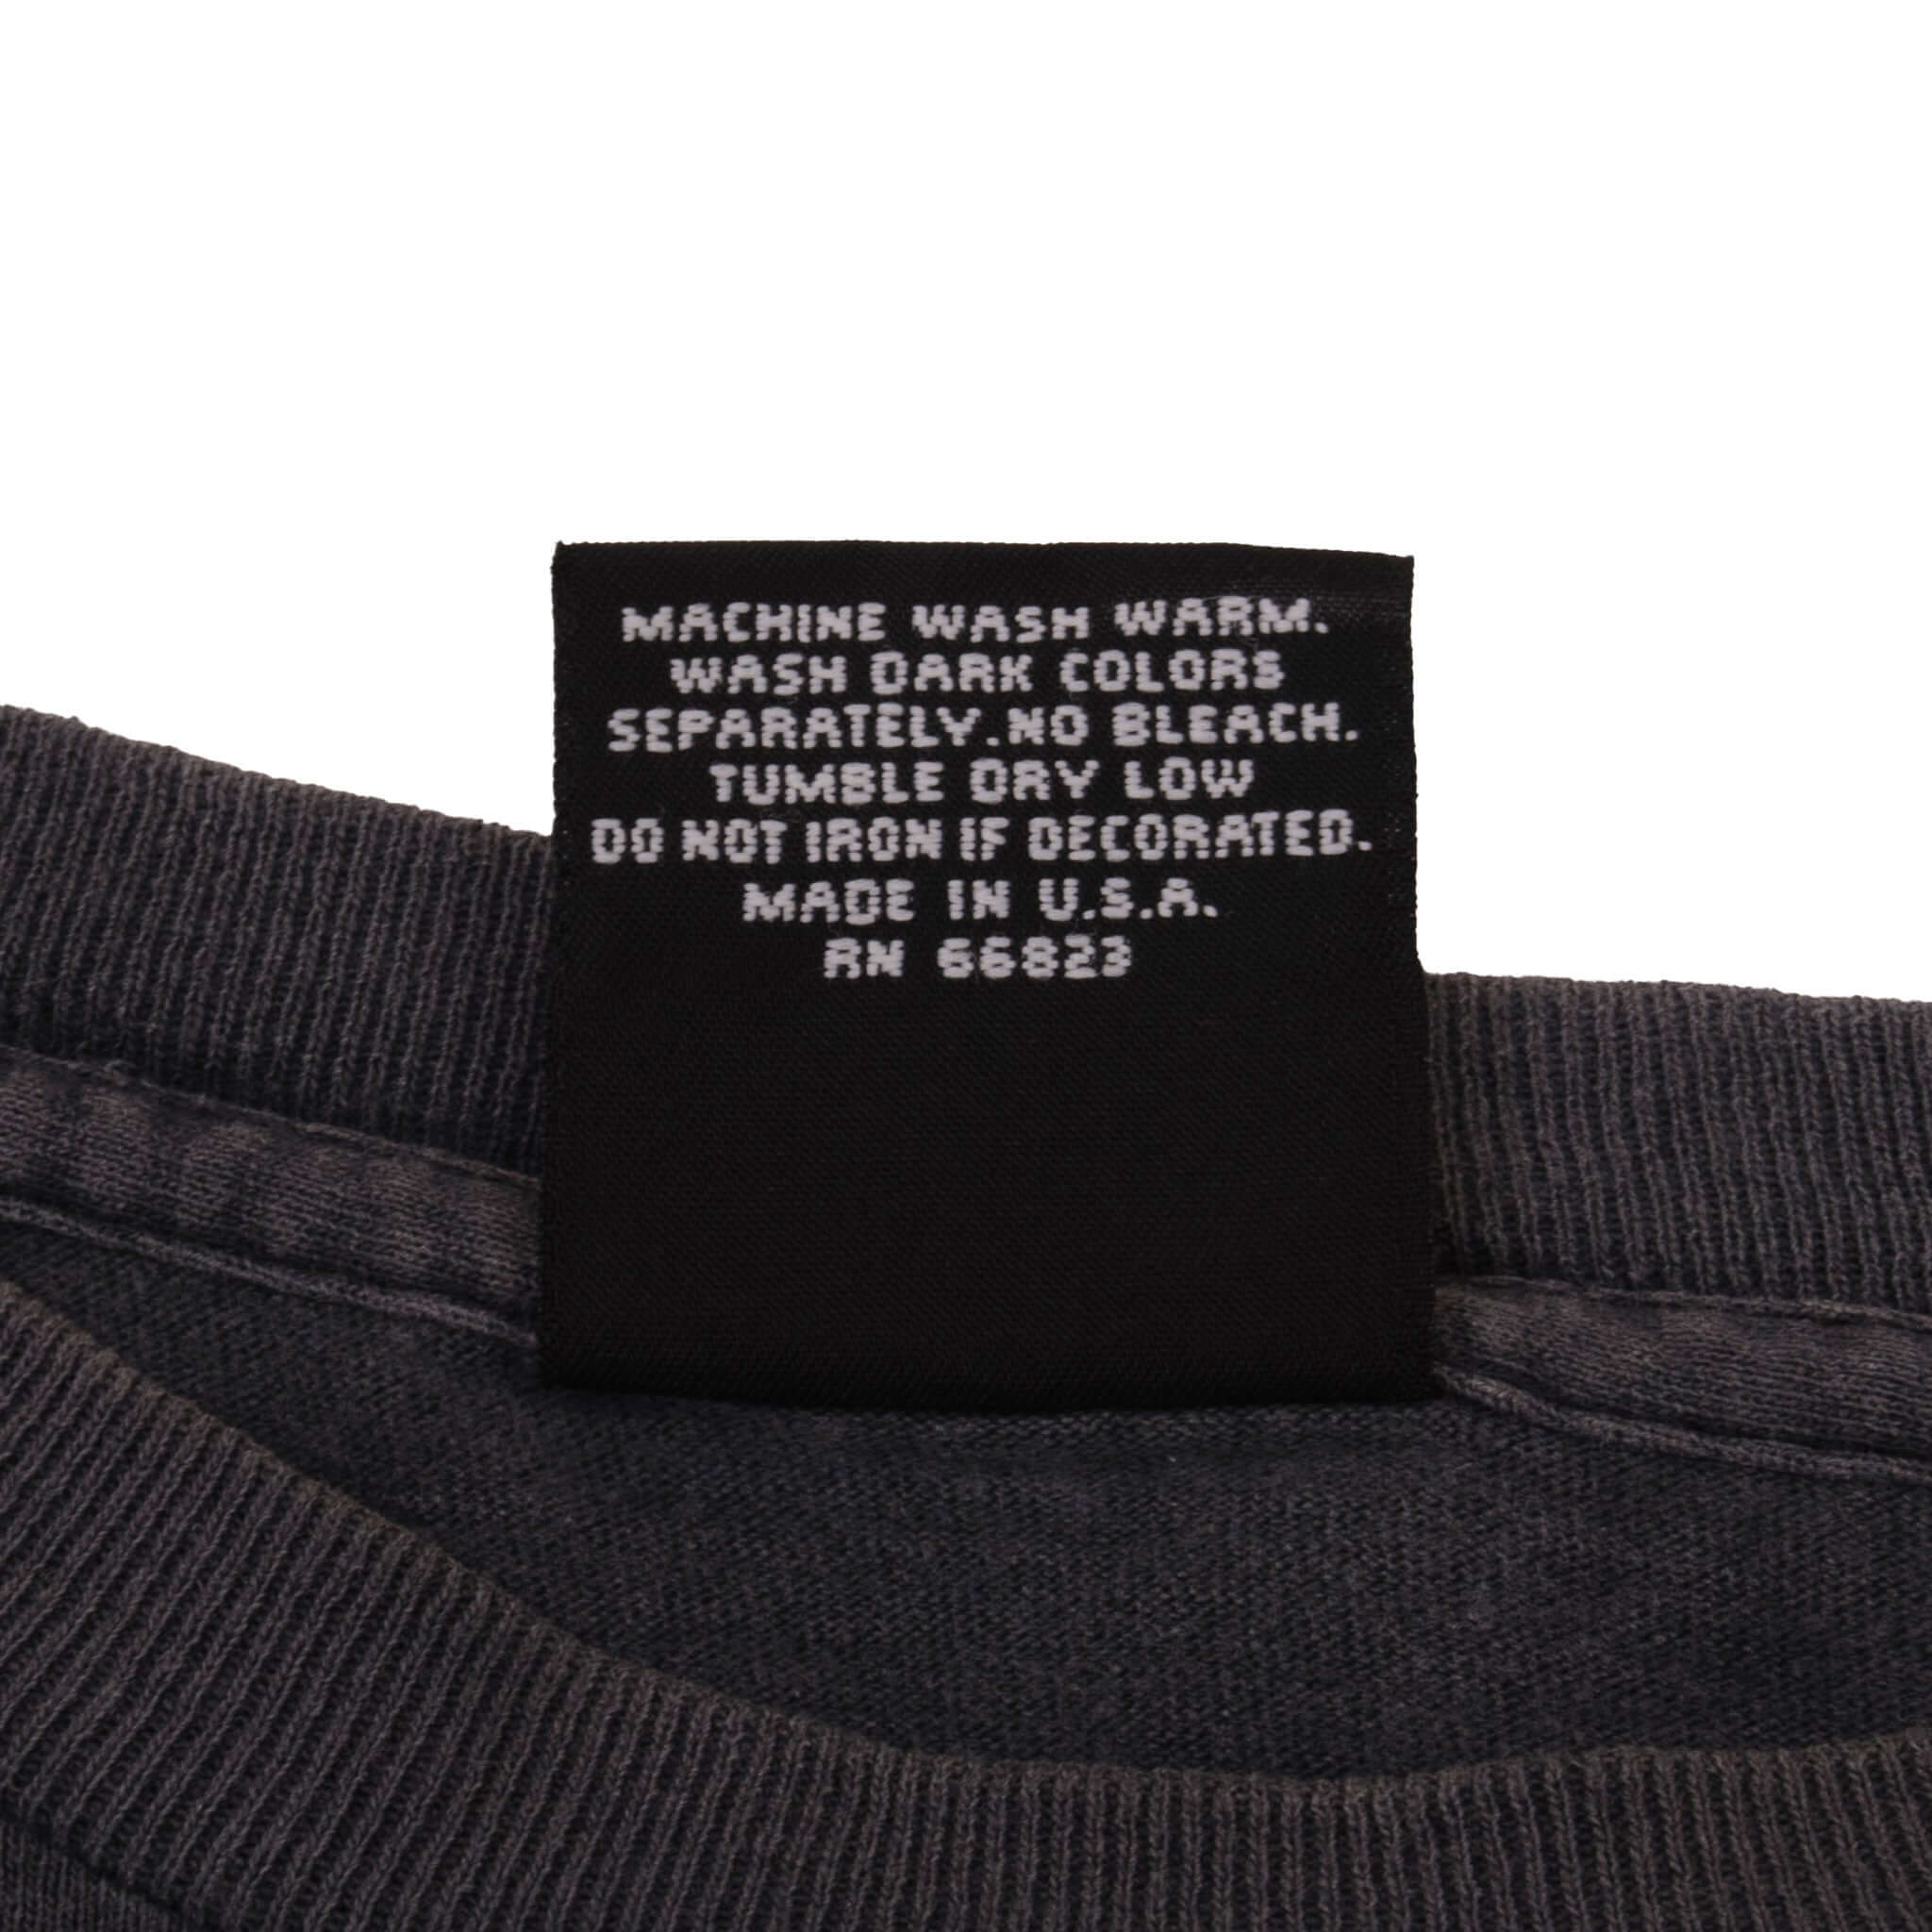 MACHINE WASH WARM.
WASH DARK COLORS
SEPARATELY.NO BLEACH.
TUMBLE DRY LOW
DO NOT IRON IF DECORATED.
MADE IN U.S.A.
RN 66823